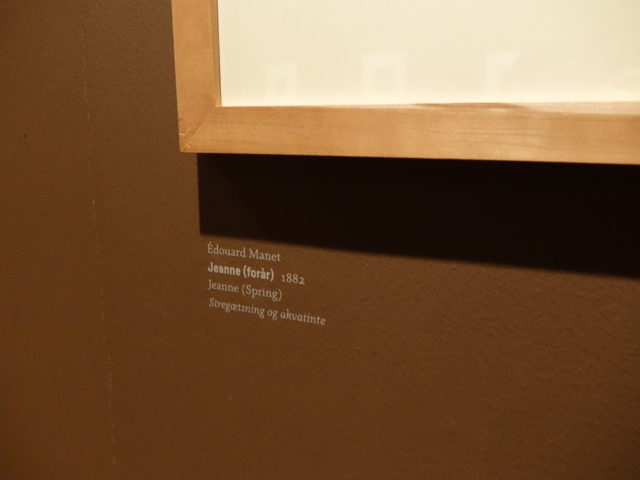 Édouard Manet
Jeanne (forår) 1882
Jeanne (Spring)
Stregætsning og akvatinte